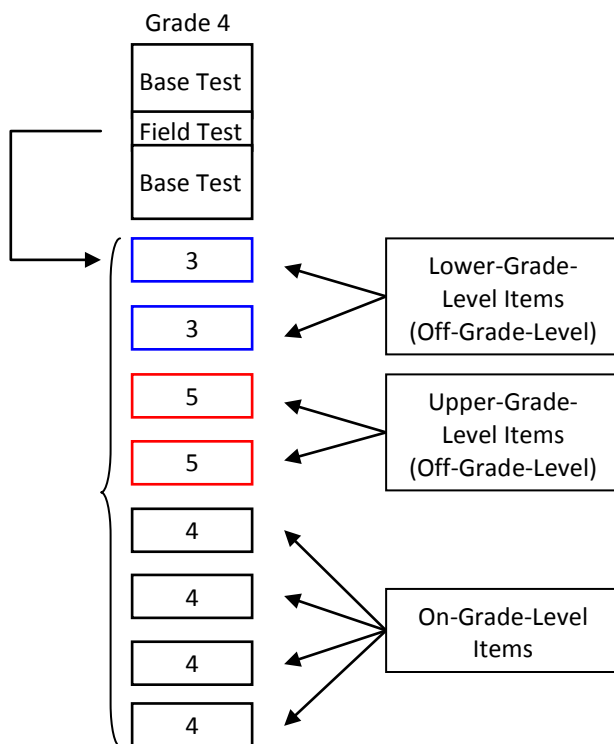 Grade 4
Base Test
Field Test
Base Test
3
3
5
5
4
4
4
4
Lower-Grade-
Level Items
(Off-Grade-Level)
Upper-Grade-
Level Items
(Off-Grade-Level)
On-Grade-Level
Items